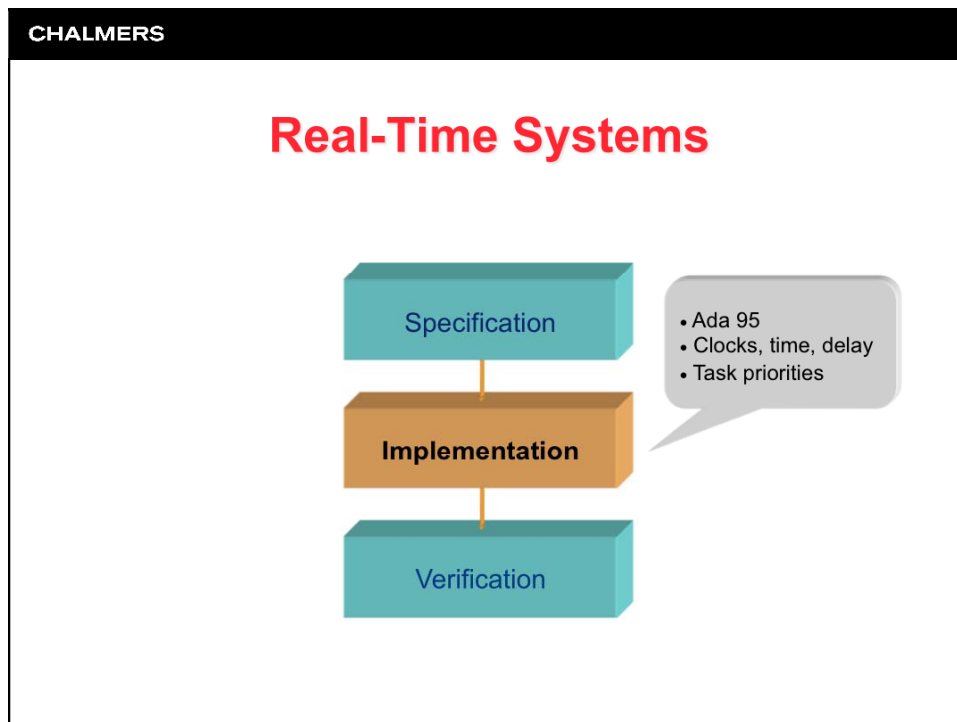 CHALMERS
Real-Time Systems
Specification
• Ada 95
• Clocks, time, delay
• Task priorities
Implementation
Verification